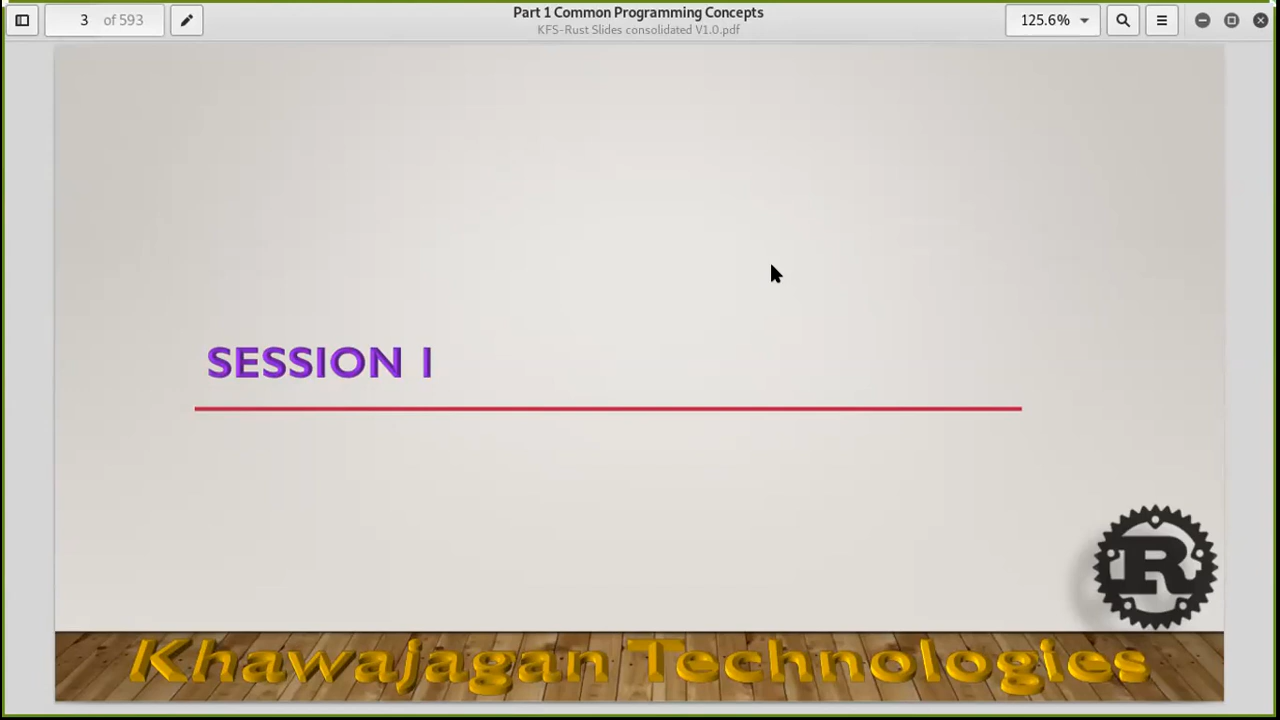 3 of 593
Part 1 Common Programming Concepts
KFS-Rust Slides consolidated V1.0.pdf
125.6%
SESSION 1
R
Khawajagan Technologies